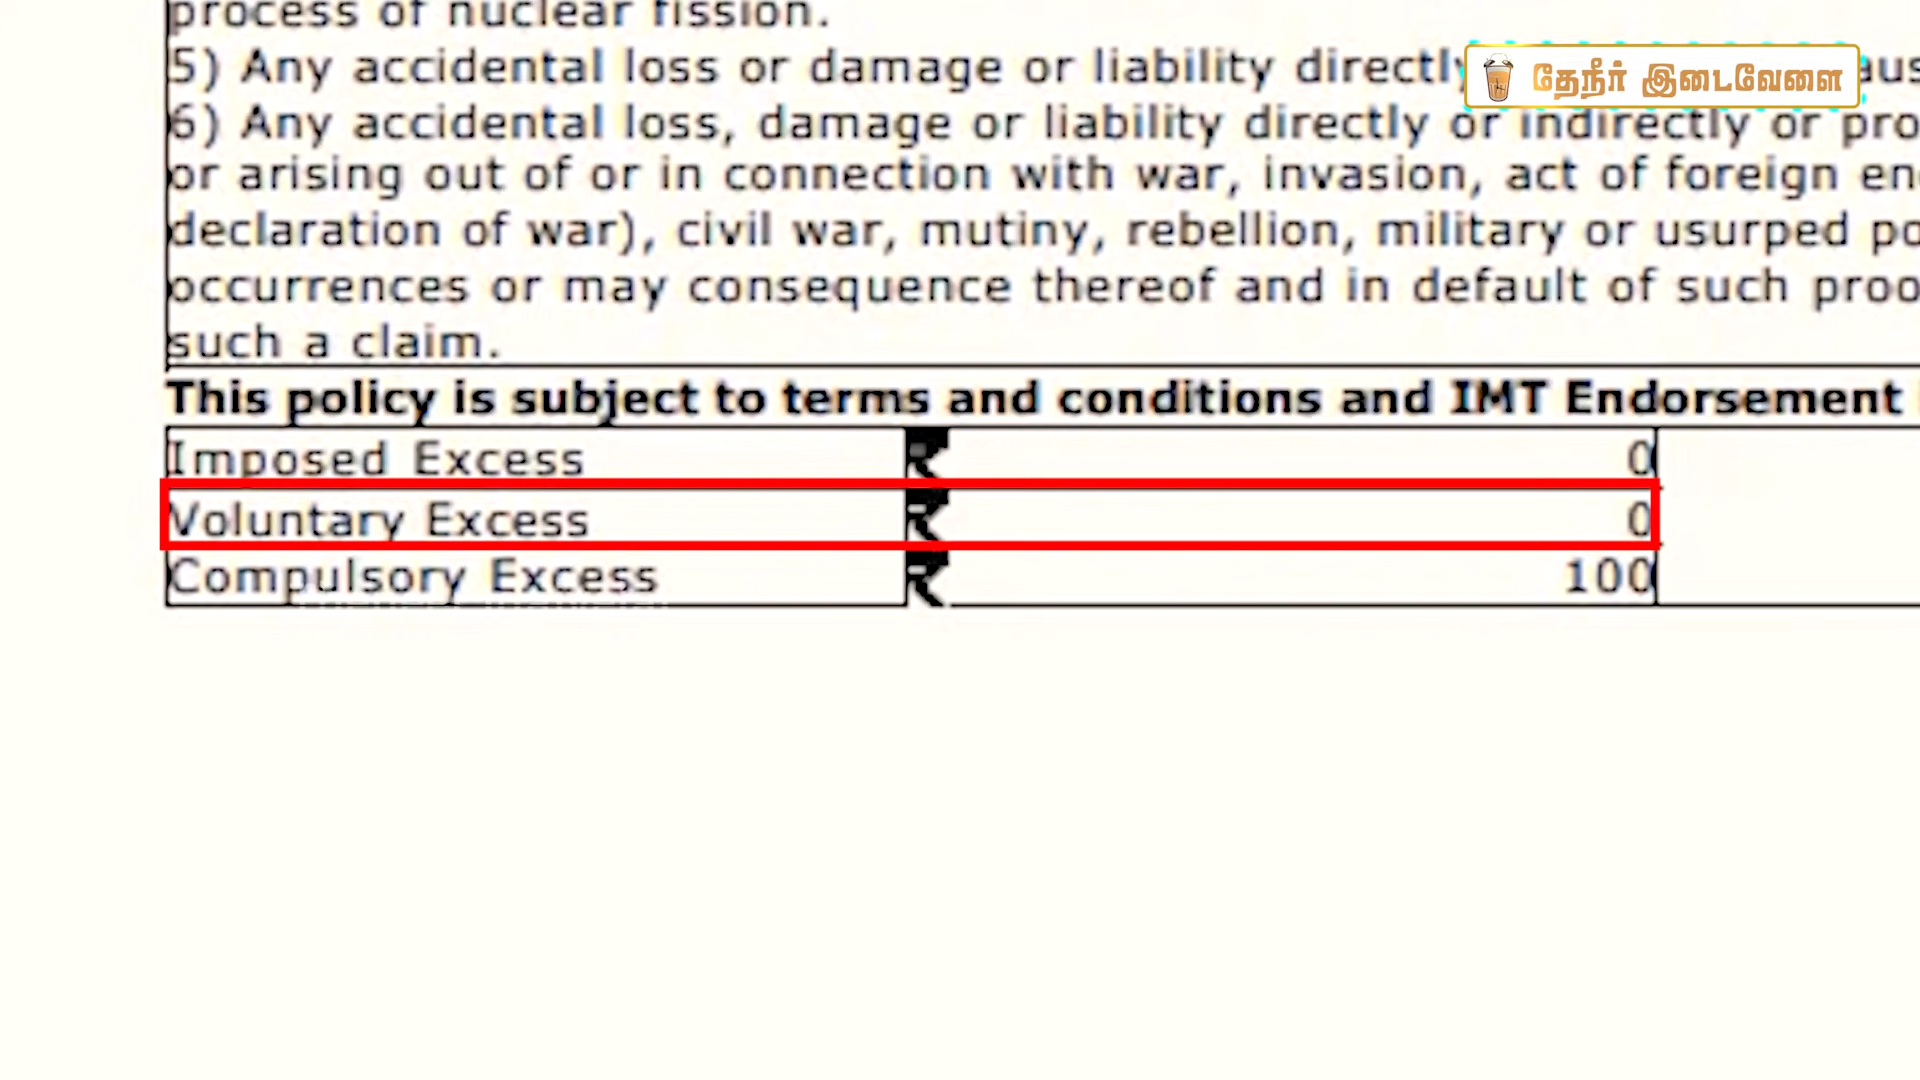 process of nuclear fission.
5) Any accidental loss or damage or liability directly
தேநீர் இடைவேளை
6) Any accidental loss, damage or liability directly or indirectly or
or arising out of or in connection with war, invasion, act of foreign
declaration of war), civil war, mutiny, rebellion, military or usurped
occurrences or may consequence thereof and in default of such
such a claim.
This policy is subject to terms and conditions and IMT Endorsement
Imposed Excess ₹ 0
Voluntary Excess ₹ 0
Compulsory Excess ₹ 100